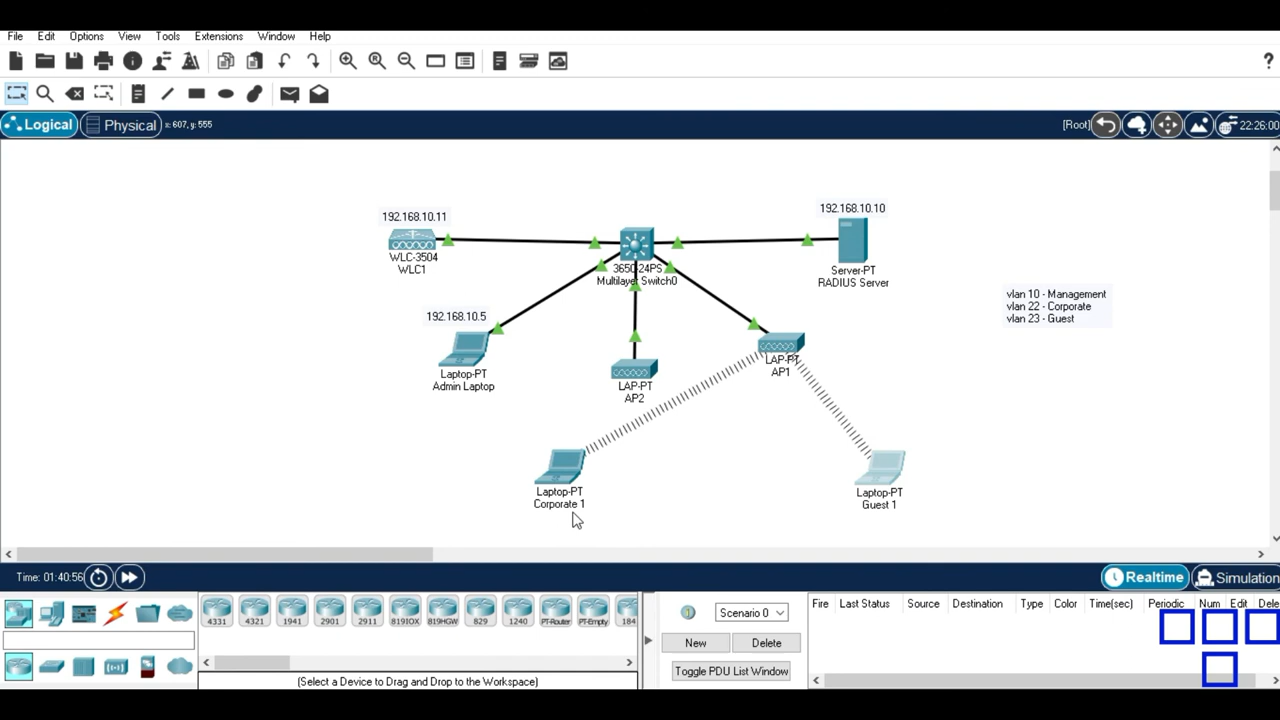 File Edit Options View Tools Extensions Window Help
?
Logical Physical x: 607, y: 555 [Root] 22:26:00
192.168.10.11
WLC-3504
WLC1
192.168.10.10
Server-PT
RADIUS Server
3650-24PS
Multilayer Switch0
vlan 10 - Management
vlan 22 - Corporate
vlan 23 - Guest
192.168.10.5
Laptop-PT
Admin Laptop
LAP-PT
AP2
LAP-PT
AP1
Laptop-PT
Corporate 1
Laptop-PT
Guest 1
Time: 01:40:56 Realtime Simulation
4331 4321 1941 2901 2911 819IOX 819HGW 829 1240 PT-Router PT-Empty 184
(Select a Device to Drag and Drop to the Workspace)
Scenario 0
New Delete
Toggle PDU List Window
Fire Last Status Source Destination Type Color Time(sec) Periodic Num Edit Dele